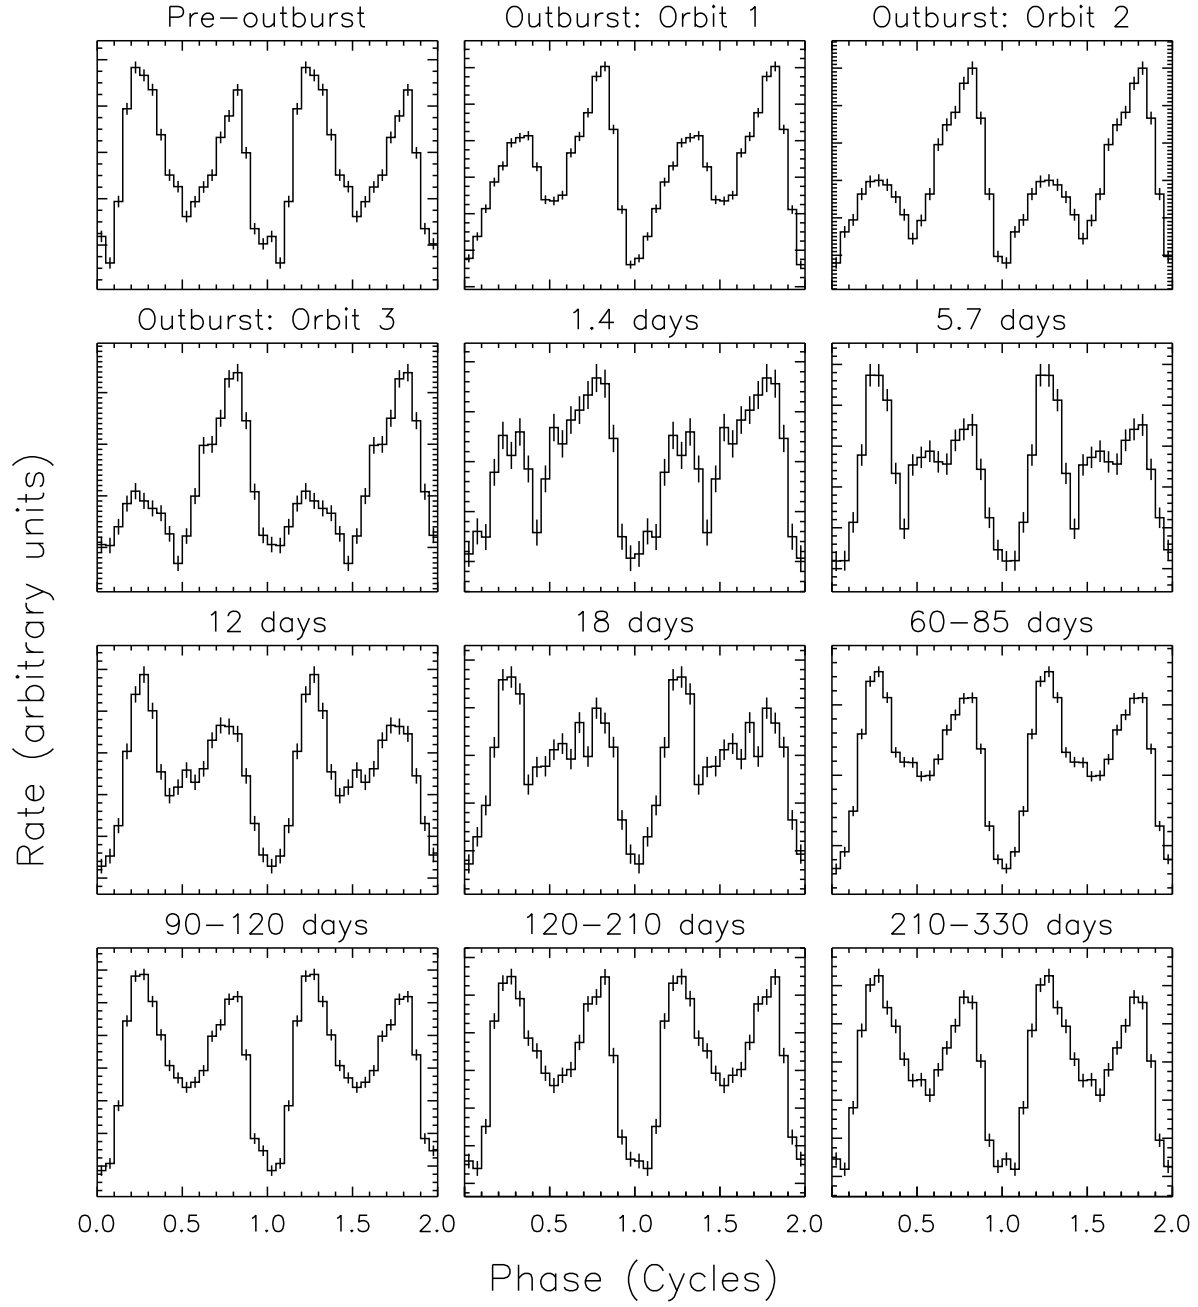 Pre-outburst Outburst: Orbit 1 Outburst: Orbit 2
Outburst: Orbit 3 1.4 days 5.7 days
12 days 18 days 60-85 days
90-120 days 120-210 days 210-330 days
Rate (arbitrary units)
0.0 0.5 1.0 1.5 2.0 0.5 1.0 1.5 2.0 0.5 1.0 1.5 2.0
Phase (Cycles)